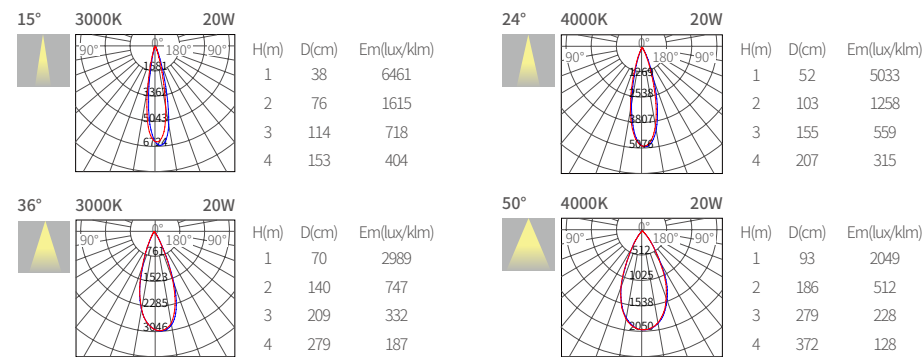 15° 3000K 20W
0°
90° 180° 90°
1681
3362
5043
6724
H(m) D(cm) Em(lux/klm)
1 38 6461
2 76 1615
3 114 718
4 153 404
24° 4000K 20W
0°
90° 180° 90°
1269
2538
3807
5076
H(m) D(cm) Em(lux/klm)
1 52 5033
2 103 1258
3 155 559
4 207 315
36° 3000K 20W
0°
90° 180° 90°
761
1523
2285
3046
H(m) D(cm) Em(lux/klm)
1 70 2989
2 140 747
3 209 332
4 279 187
50° 4000K 20W
0°
90° 180° 90°
512
1025
1538
2050
H(m) D(cm) Em(lux/klm)
1 93 2049
2 186 512
3 279 228
4 372 128